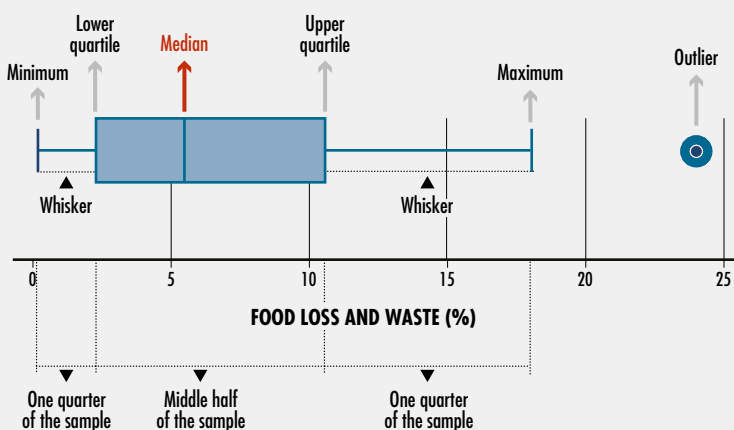 Minimum
Lower
quartile
Median
Upper
quartile
Maximum
Outlier
Whisker
Whisker
0
5
10
15
20
25
FOOD LOSS AND WASTE (%)
One quarter
of the sample
Middle half
of the sample
One quarter
of the sample